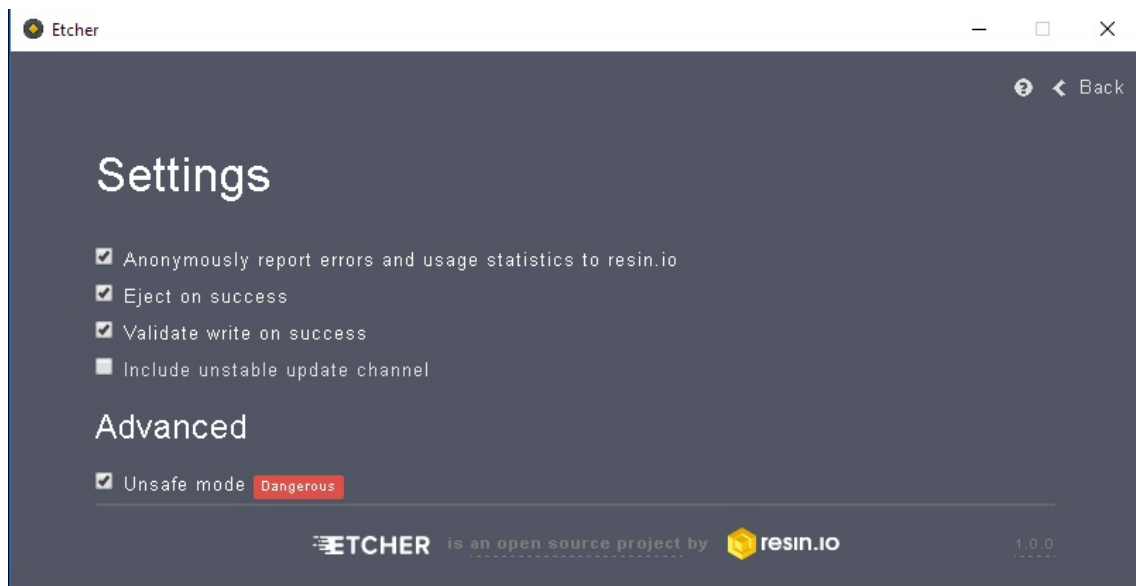 Etcher
Back
Settings
Anonymously report errors and usage statistics to resin.io
Eject on success
Validate write on success
Include unstable update channel
Advanced
Unsafe mode Dangerous
ETCHER is an open source project by resin.io 1.0.0